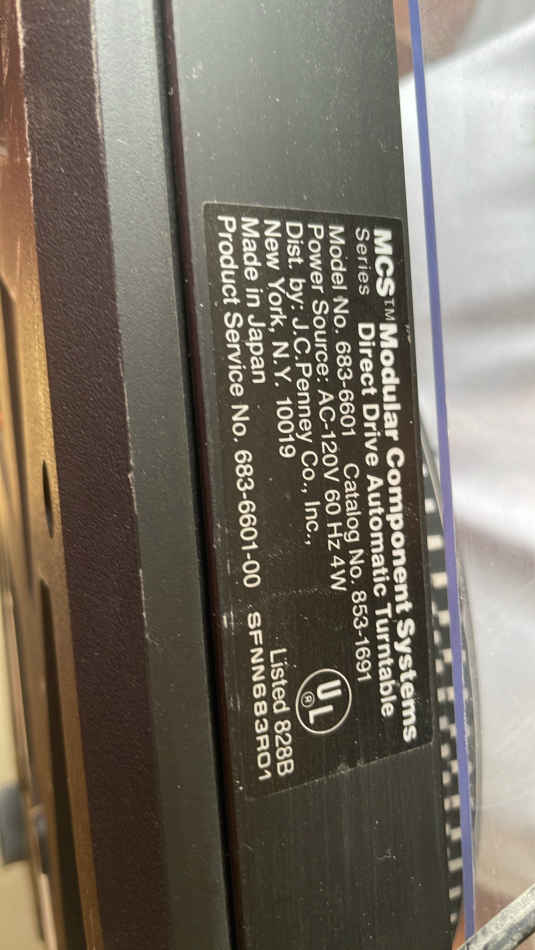 MCS™ Modular Component Systems
Series Direct Drive Automatic Turntable
Model No. 683-6601 Catalog No. 853-1691
Power Source: AC-120V 60 Hz 4W
Dist. by: J.C.Penney Co., Inc.,
New York, N.Y. 10019
Made in Japan
Product Service No. 683-6601-00
UL
®
Listed 828B
SFNN683R01